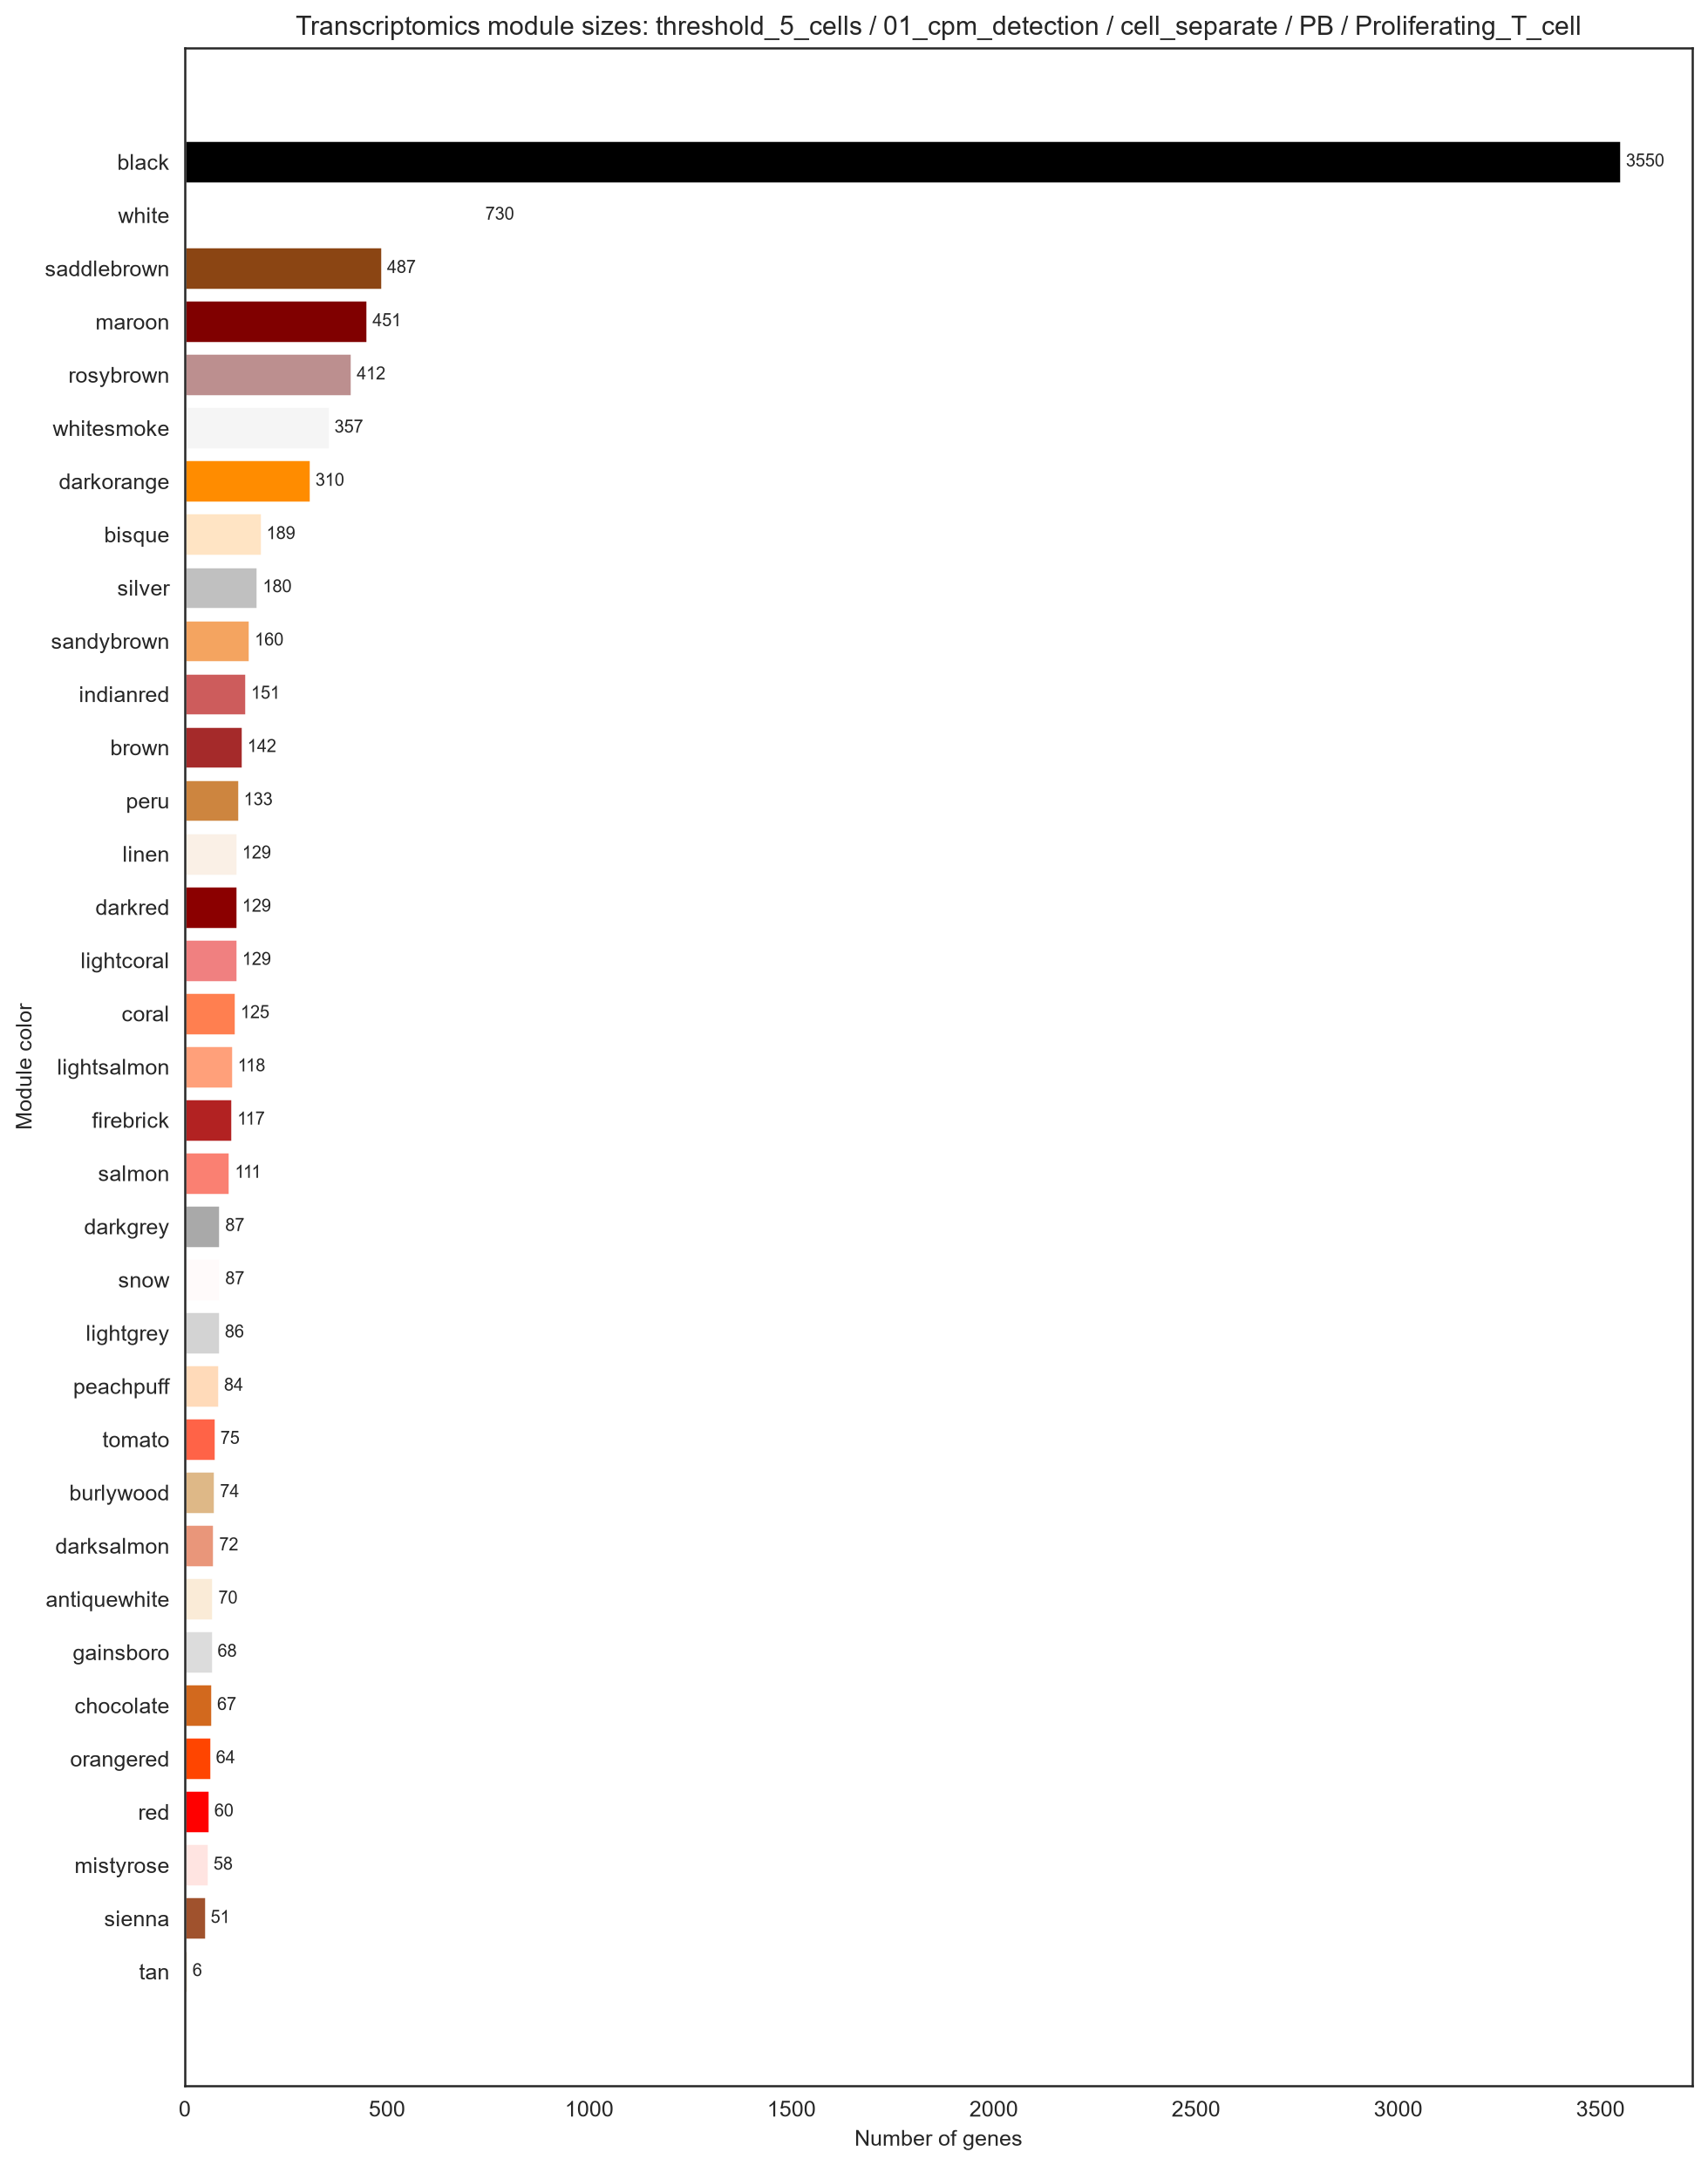 Transcriptomics module sizes: threshold_5_cells / 01_cpm_detection / cell_separate / PB / Proliferating_T_cell
black 3550
white 730
saddlebrown 487
maroon 451
rosybrown 412
whitesmoke 357
darkorange 310
bisque 189
silver 180
sandybrown 160
indianred 151
brown 142
peru 133
linen 129
darkred 129
lightcoral 129
coral 125
lightsalmon 118
firebrick 117
salmon 111
darkgrey 87
snow 87
lightgrey 86
peachpuff 84
tomato 75
burlywood 74
darksalmon 72
antiquewhite 70
gainsboro 68
chocolate 67
orangered 64
red 60
mistyrose 58
sienna 51
tan 6
Module color
0 500 1000 1500 2000 2500 3000 3500
Number of genes